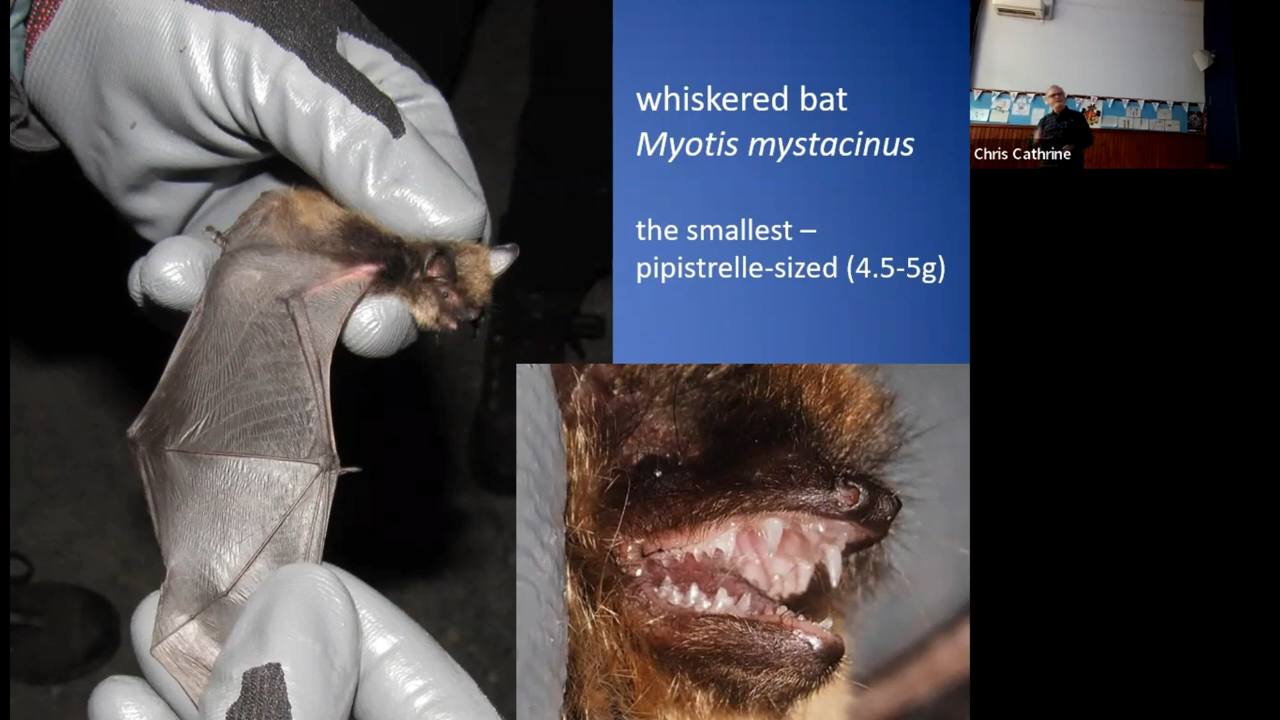 whiskered bat
Myotis mystacinus
the smallest –
pipistrelle-sized (4.5-5g)
Chris Cathrine